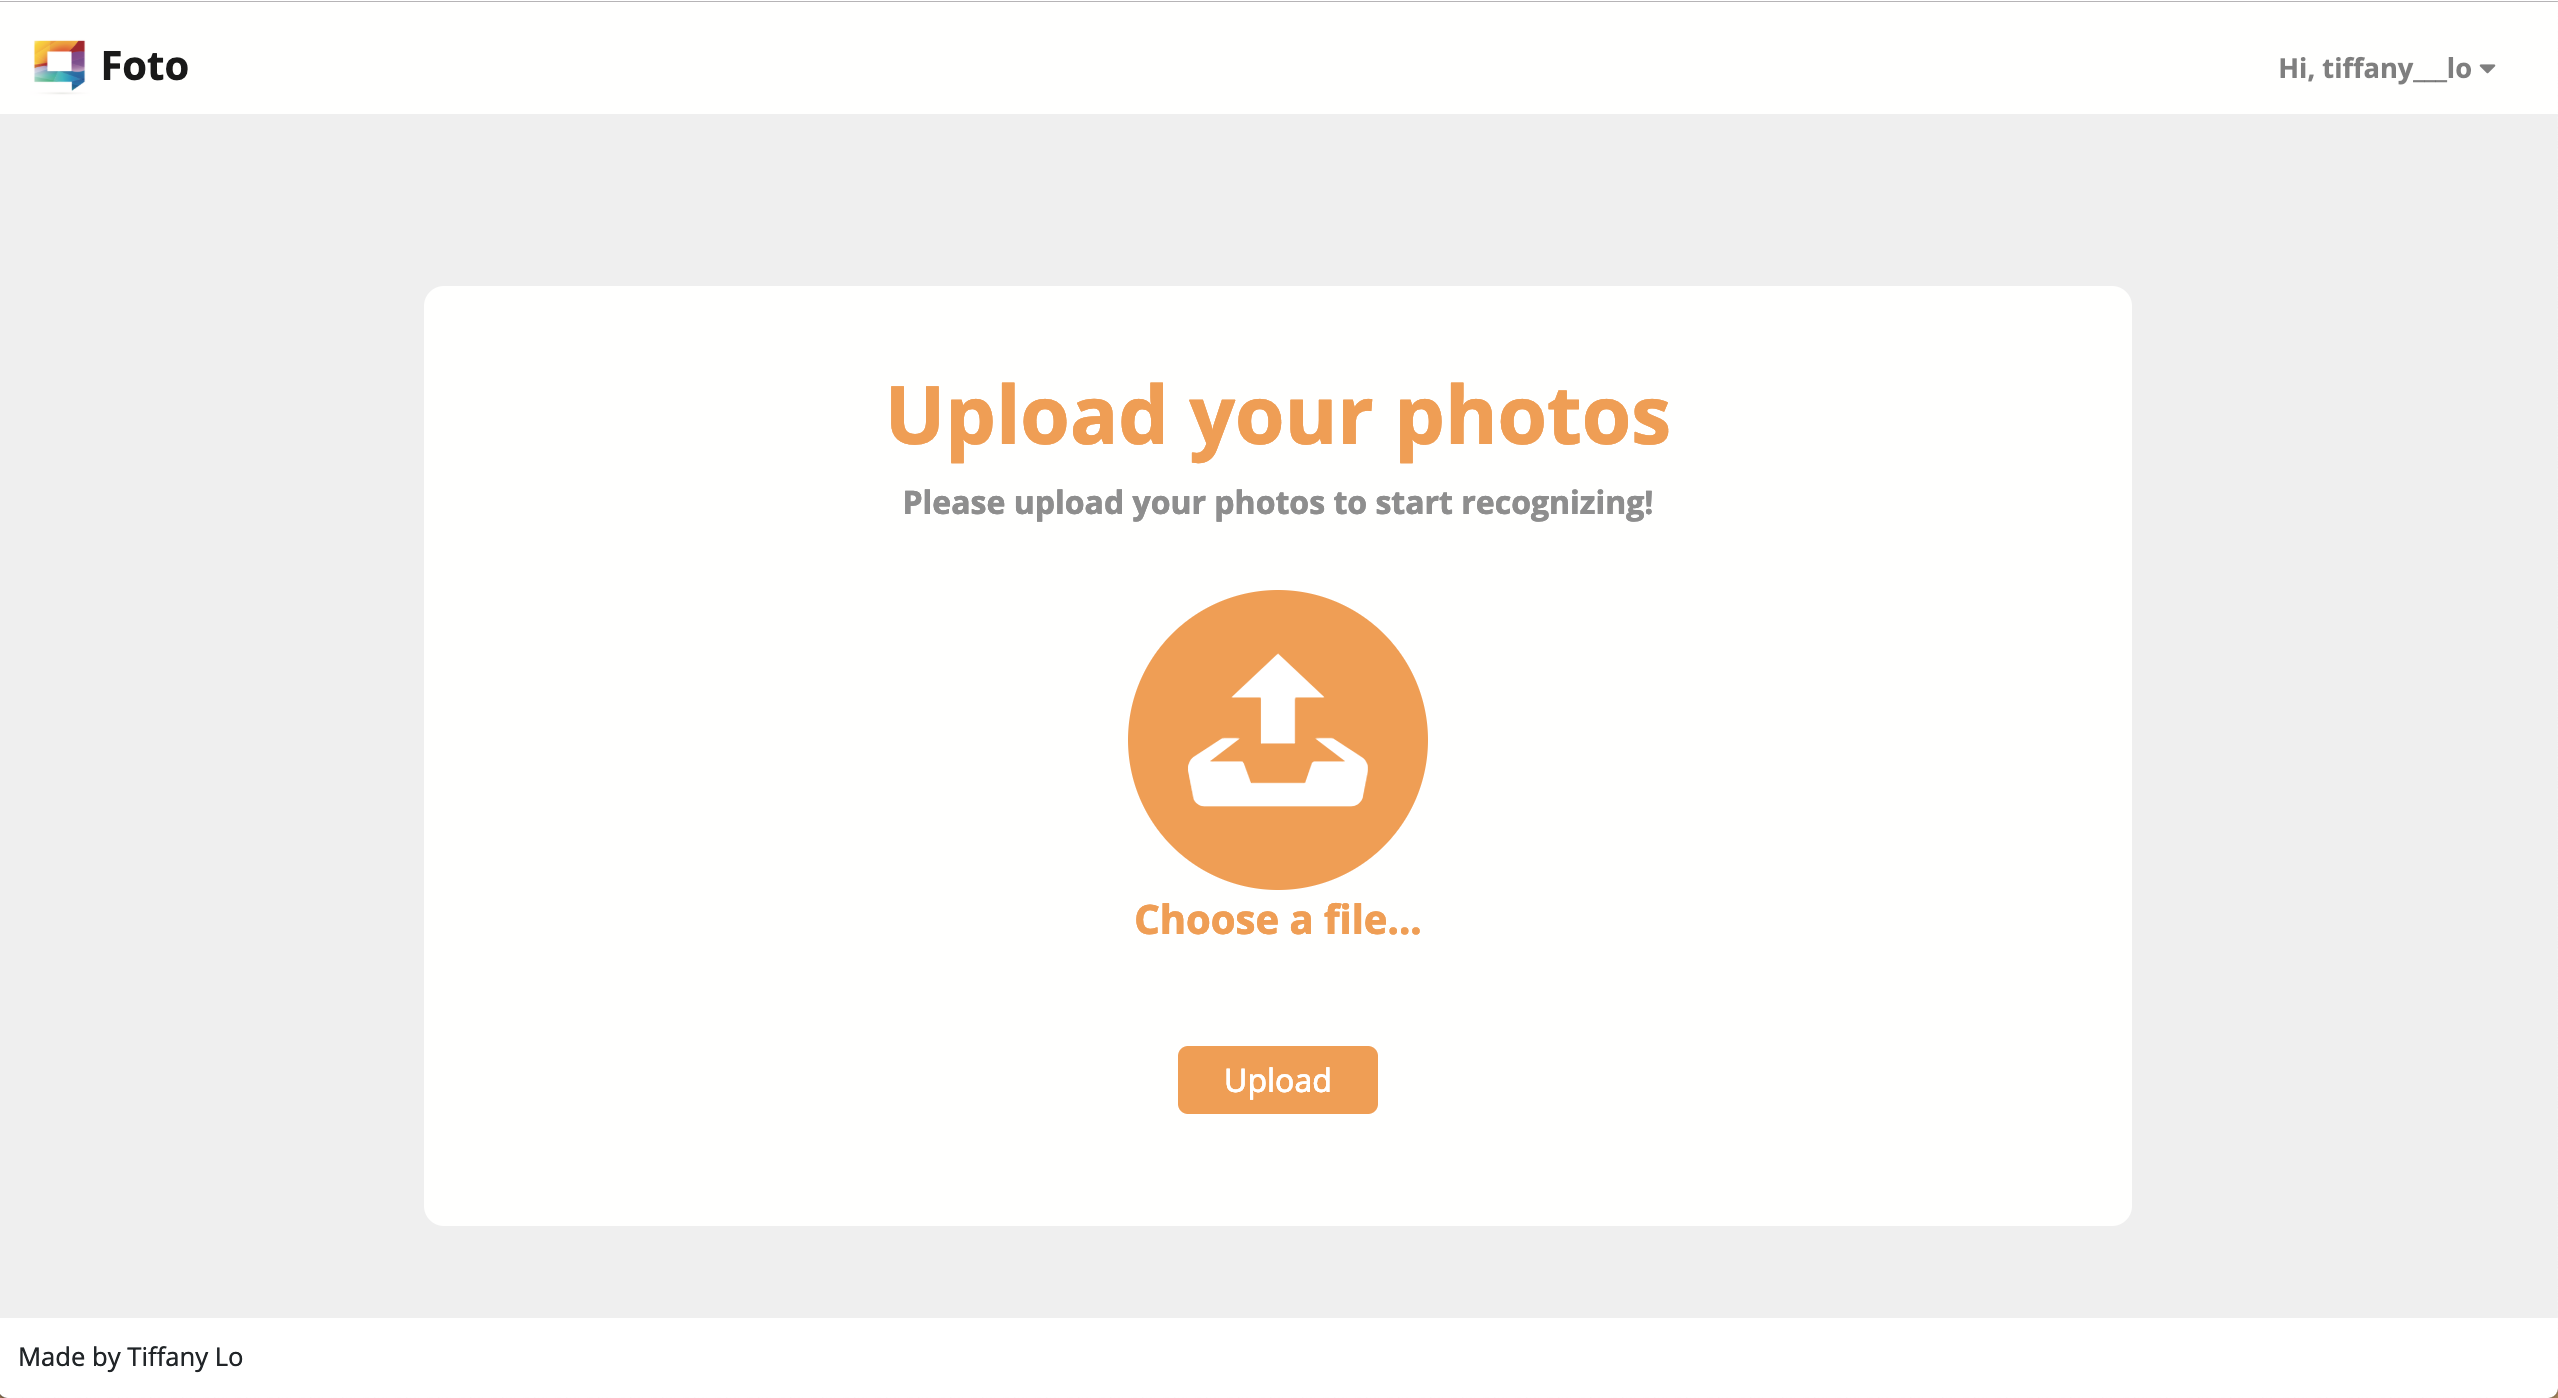 Foto
Hi, tiffany___lo
Upload your photos
Please upload your photos to start recognizing!
Choose a file...
Upload
Made by Tiffany Lo